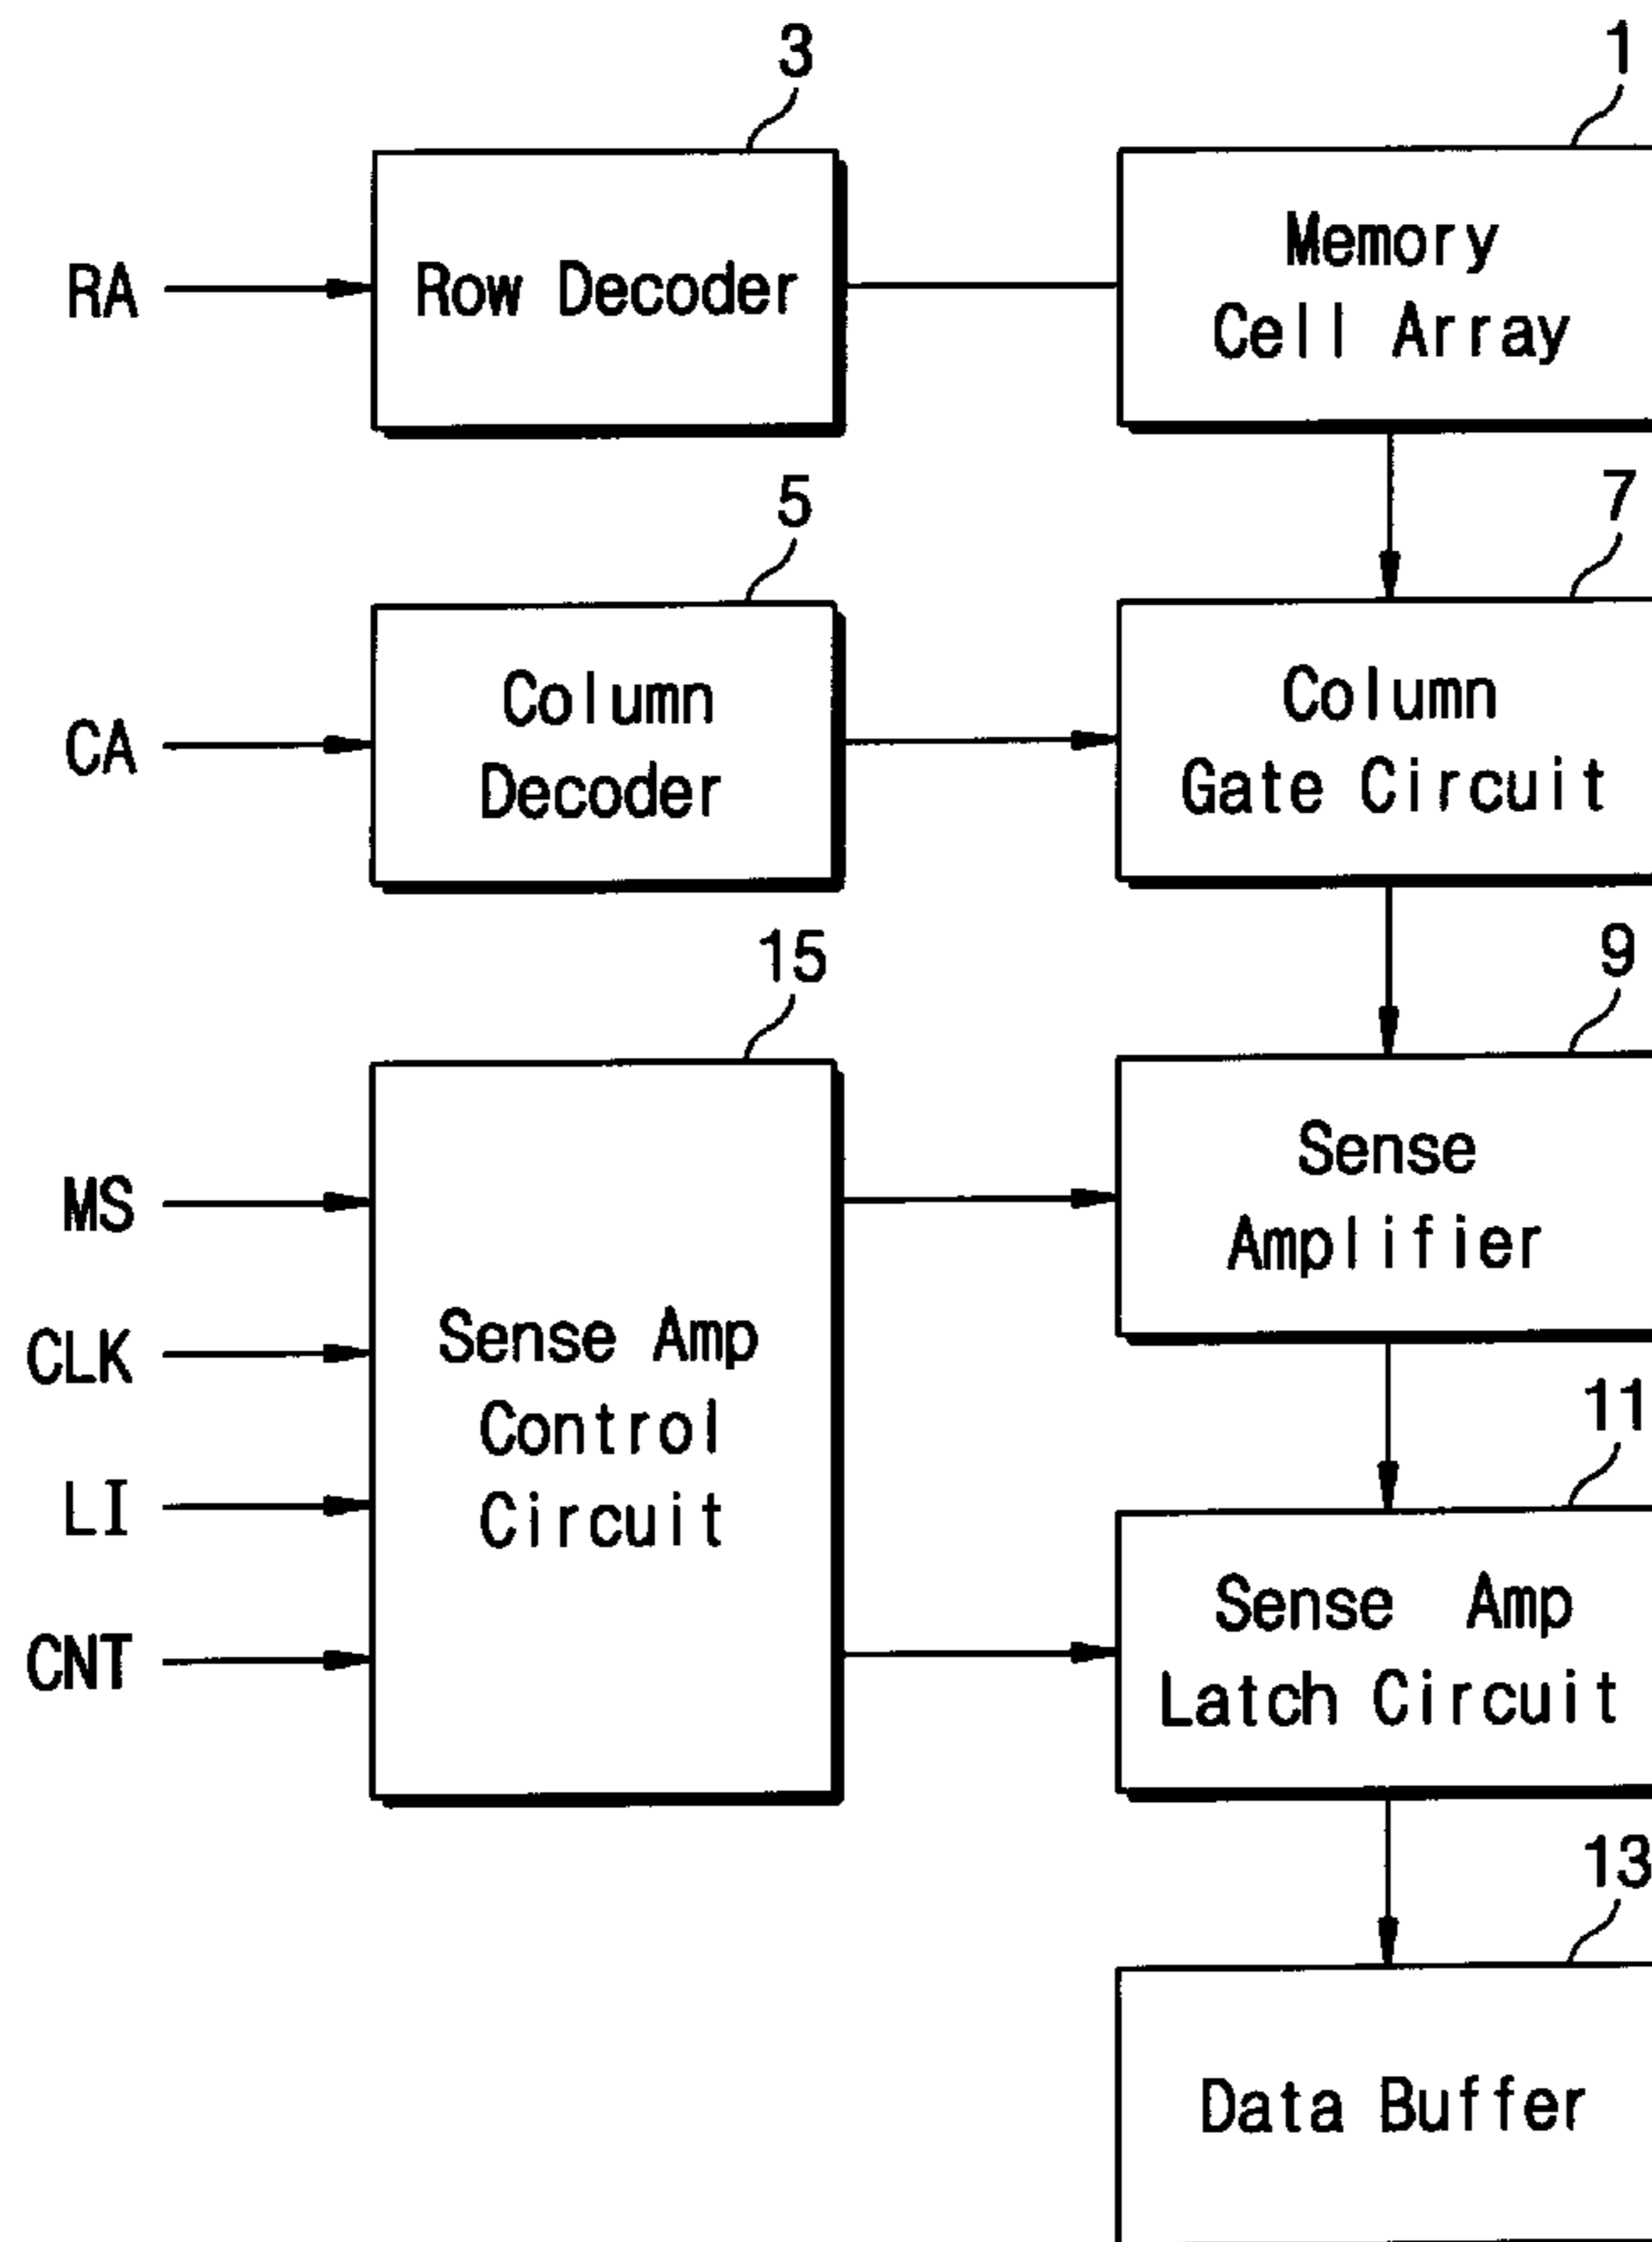 3
1
RA
Row Decoder
Memory
Cell Array
5
7
CA
Column
Decoder
Column
Gate Circuit
15
9
MS
CLK
LI
CNT
Sense Amp
Control
Circuit
Sense
Amplifier
11
Sense Amp
Latch Circuit
13
Data Buffer